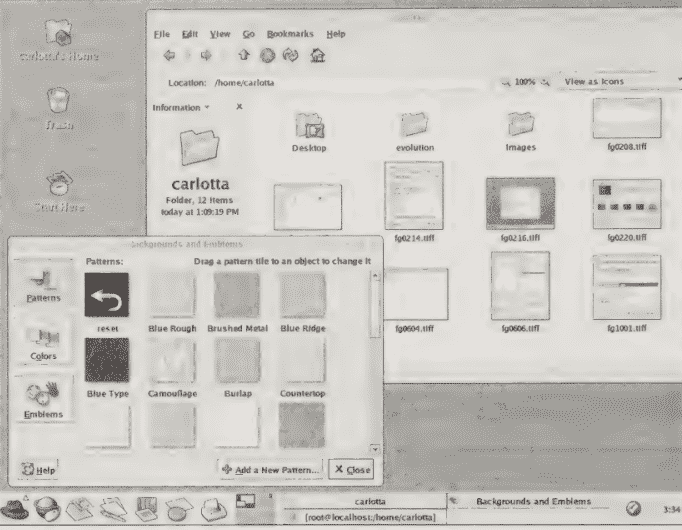 carlotta's Home
Trash
Start Here
File Edit View Go Bookmarks Help
Location: /home/carlotta
100%
View as Icons
Information
carlotta
Folder, 12 items
today at 1:09:19 PM
Desktop
evolution
Images
fg0208.tiff
fg0214.tiff
fg0216.tiff
fg0220.tiff
fg0604.tiff
fg0606.tiff
fg1001.tiff
Backgrounds and Emblems
Patterns:
Drag a pattern tile to an object to change it
Patterns
Colors
Emblems
reset
Blue Rough
Brushed Metal
Blue Ridge
Blue Type
Camouflage
Burlap
Countertop
Help
Add a New Pattern...
X Close
carlotta
[root@localhost:/home/carlotta]
Backgrounds and Emblems
3:34